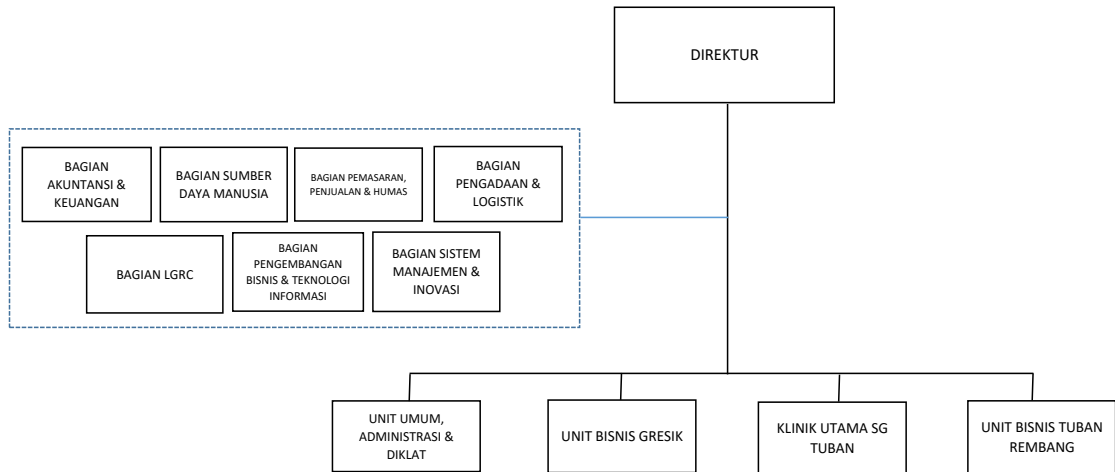 DIREKTUR
BAGIAN
AKUNTANSI &
KEUANGAN
BAGIAN SUMBER
DAYA MANUSIA
BAGIAN PEMASARAN,
PENJUALAN & HUMAS
BAGIAN
PENGADAAN &
LOGISTIK
BAGIAN LGRC
BAGIAN
PENGEMBANGAN
BISNIS & TEKNOLOGI
INFORMASI
BAGIAN SISTEM
MANAJEMEN &
INOVASI
UNIT UMUM,
ADMINISTRASI &
DIKLAT
UNIT BISNIS GRESIK
KLINIK UTAMA SG
TUBAN
UNIT BISNIS TUBAN
REMBANG